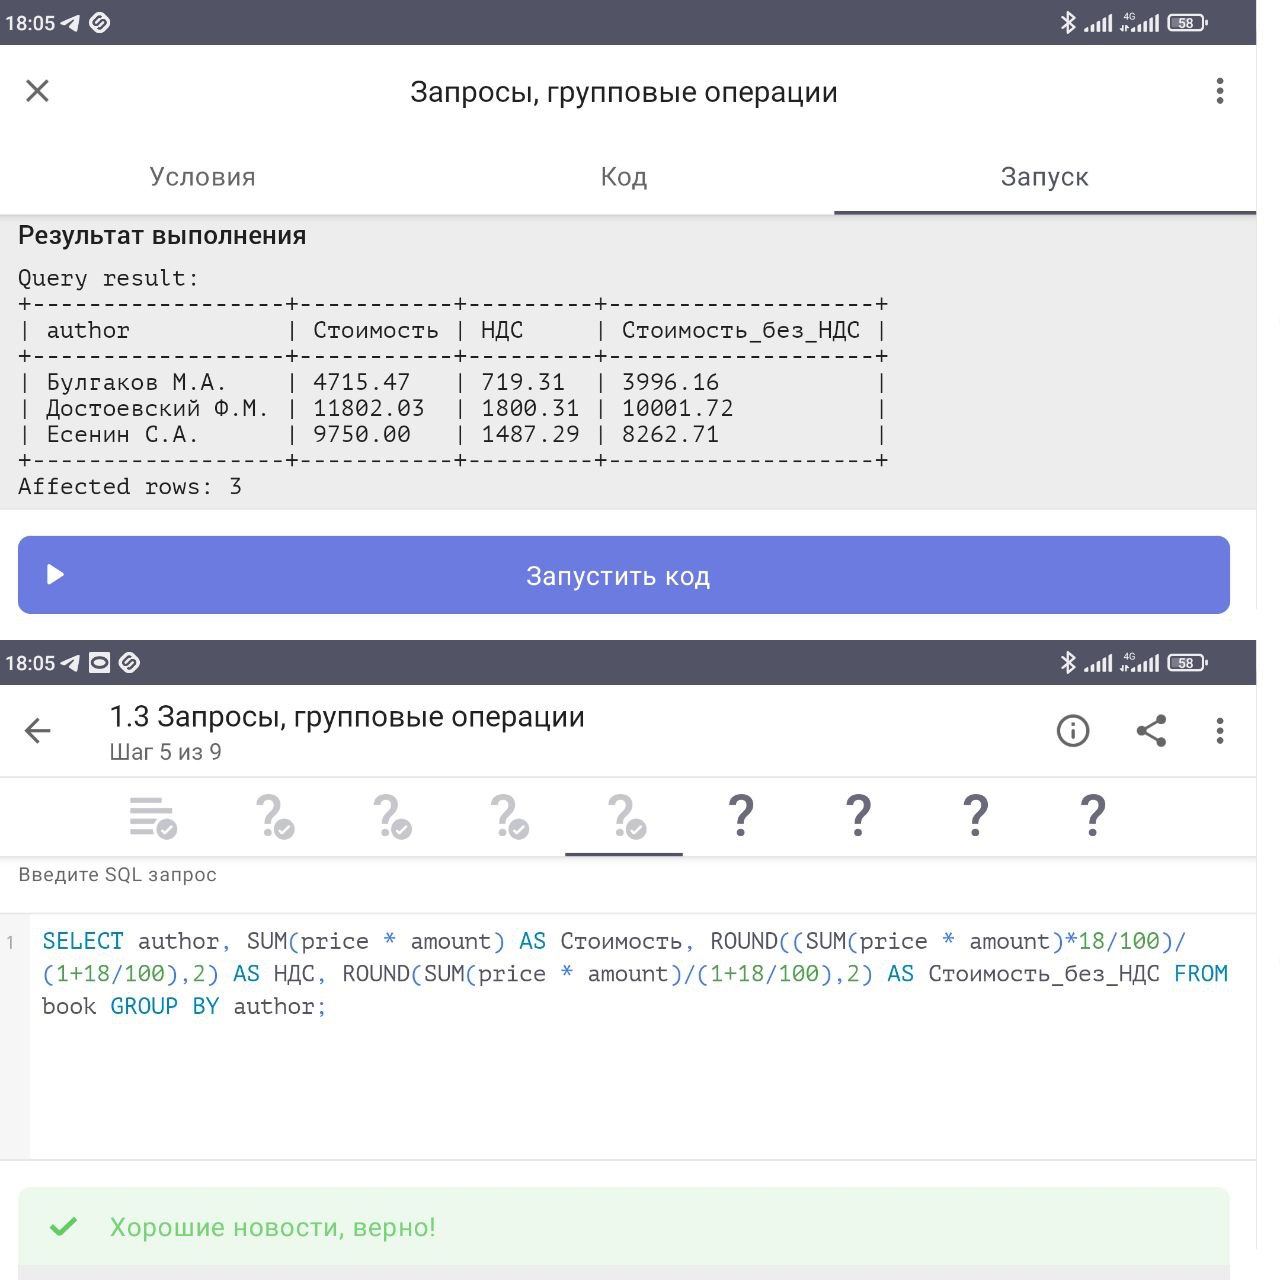 18:05
4G
58
Запросы, групповые операции
Условия
Код
Запуск
Результат выполнения
Query result:
+------------------+-----------+---------+-------------------+
| author           | Стоимость | НДС     | Стоимость_без_НДС |
+------------------+-----------+---------+-------------------+
| Булгаков М.А.    | 4715.47   | 719.31  | 3996.16           |
| Достоевский Ф.М. | 11802.03  | 1800.31 | 10001.72          |
| Есенин С.А.      | 9750.00   | 1487.29 | 8262.71           |
+------------------+-----------+---------+-------------------+
Affected rows: 3
Запустить код
18:05
4G
58
1.3 Запросы, групповые операции
Шаг 5 из 9
? ? ? ? ? ? ? ?
Введите SQL запрос
1
SELECT author, SUM(price * amount) AS Стоимость, ROUND((SUM(price * amount)*18/100)/
(1+18/100),2) AS НДС, ROUND(SUM(price * amount)/(1+18/100),2) AS Стоимость_без_НДС FROM
book GROUP BY author;
Хорошие новости, верно!